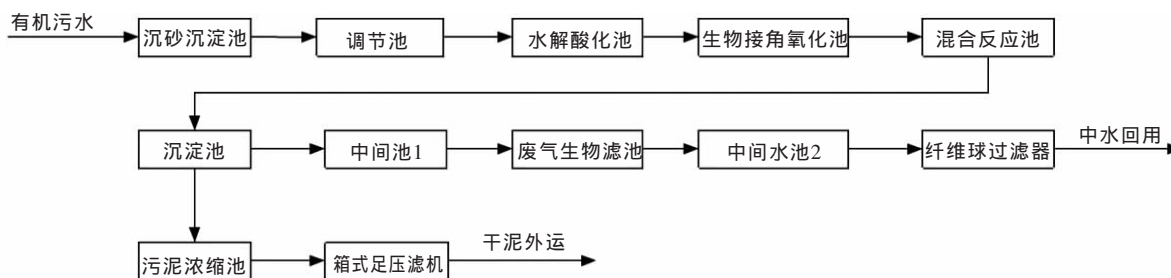 有机污水
沉砂沉淀池
调节池
水解酸化池
生物接角氧化池
混合反应池
沉淀池
中间池1
废气生物滤池
中间水池2
纤维球过滤器
中水回用
污泥浓缩池
箱式足压滤机
干泥外运